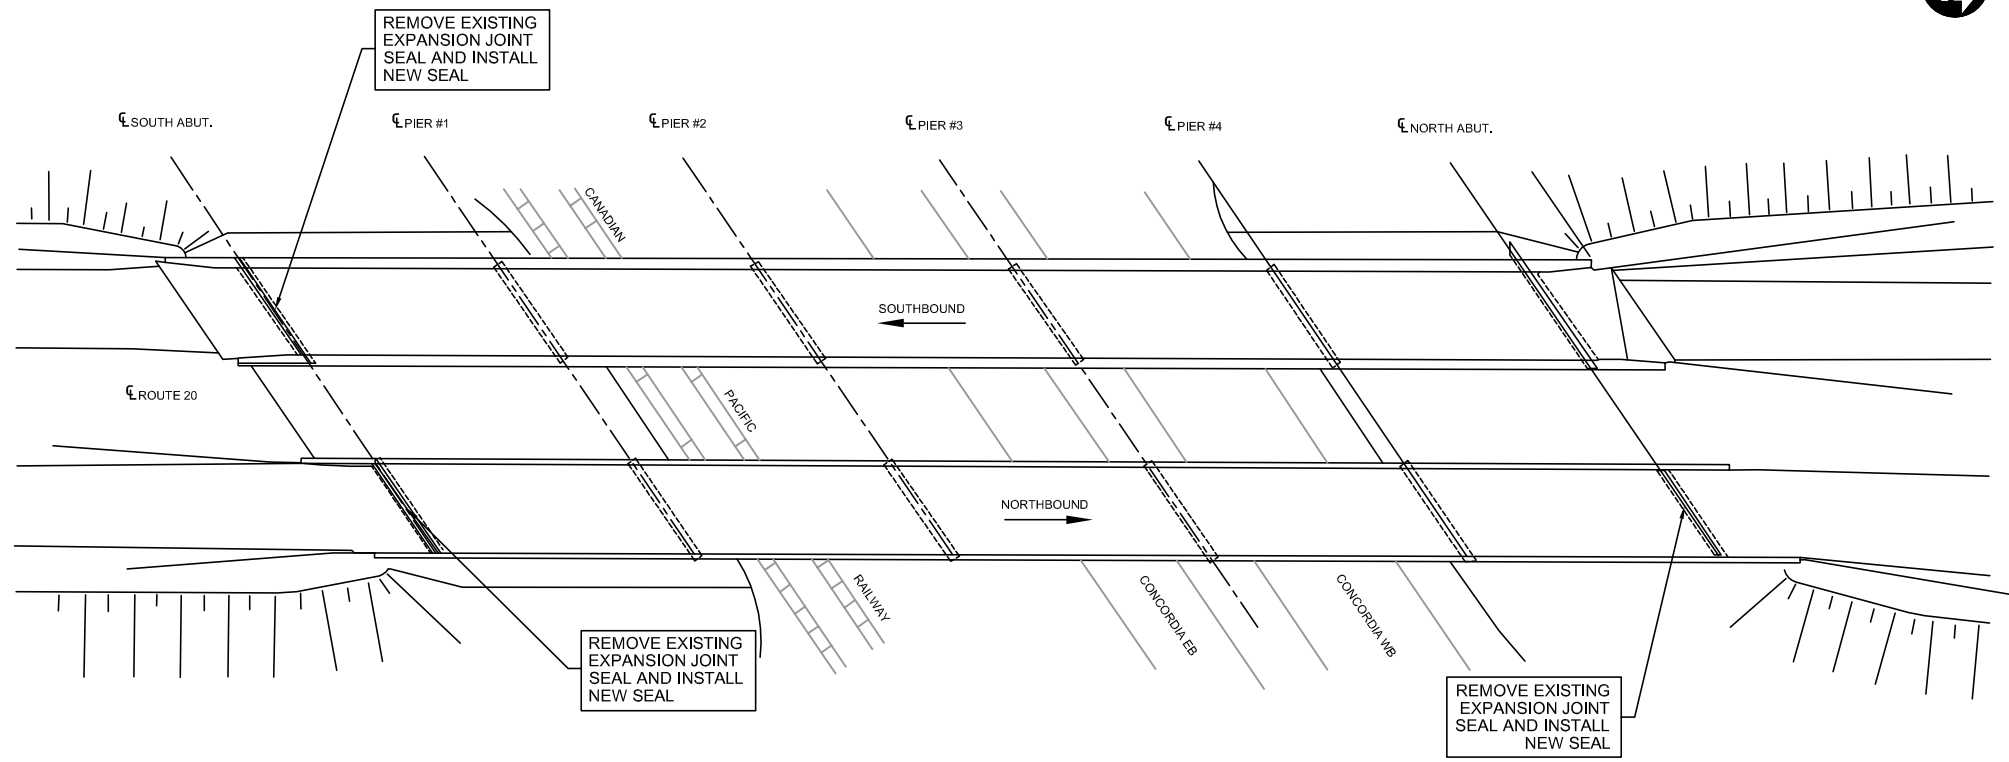 REMOVE EXISTING
EXPANSION JOINT
SEAL AND INSTALL
NEW SEAL
℄ SOUTH ABUT.
℄ PIER #1
℄ PIER #2
℄ PIER #3
℄ PIER #4
℄ NORTH ABUT.
CANADIAN
SOUTHBOUND
℄ ROUTE 20
PACIFIC
NORTHBOUND
RAILWAY
CONCORDIA EB
CONCORDIA WB
REMOVE EXISTING
EXPANSION JOINT
SEAL AND INSTALL
NEW SEAL
REMOVE EXISTING
EXPANSION JOINT
SEAL AND INSTALL
NEW SEAL